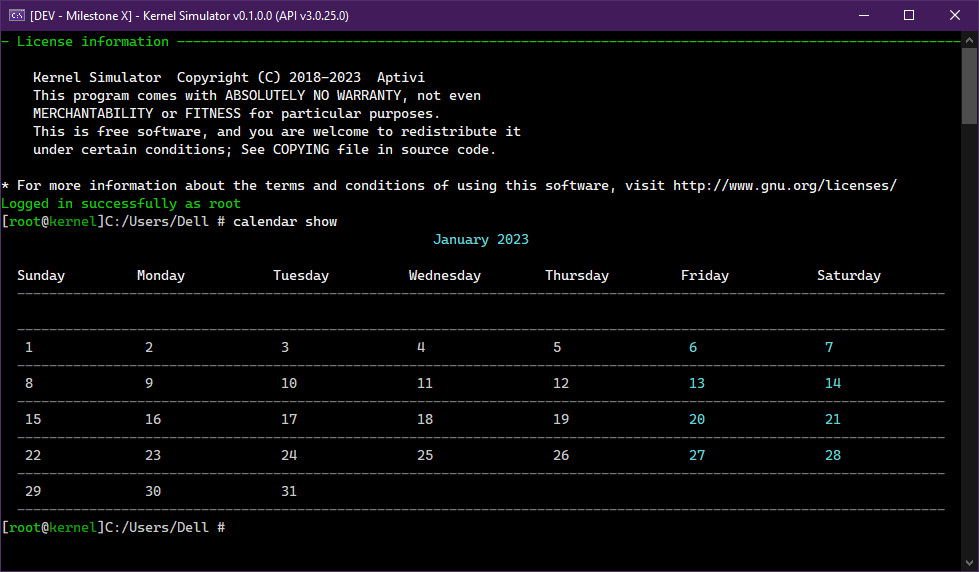 [DEV - Milestone X] - Kernel Simulator v0.1.0.0 (API v3.0.25.0)
- License information
Kernel Simulator  Copyright (C) 2018-2023  Aptivi
This program comes with ABSOLUTELY NO WARRANTY, not even
MERCHANTABILITY or FITNESS for particular purposes.
This is free software, and you are welcome to redistribute it
under certain conditions; See COPYING file in source code.
* For more information about the terms and conditions of using this software, visit http://www.gnu.org/licenses/
Logged in successfully as root
[root@kernel]C:/Users/Dell # calendar show
January 2023
Sunday Monday Tuesday Wednesday Thursday Friday Saturday
1 2 3 4 5 6 7
8 9 10 11 12 13 14
15 16 17 18 19 20 21
22 23 24 25 26 27 28
29 30 31
[root@kernel]C:/Users/Dell #